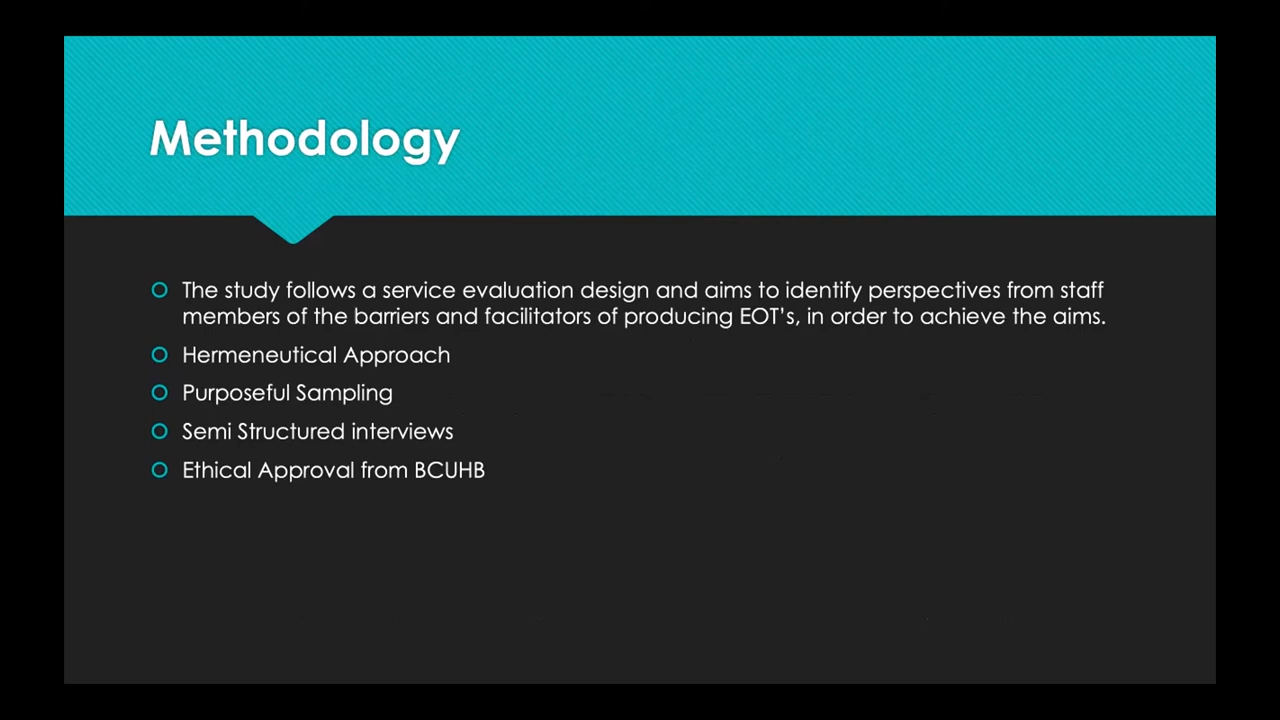 Methodology
The study follows a service evaluation design and aims to identify perspectives from staff
members of the barriers and facilitators of producing EOT's, in order to achieve the aims.
Hermeneutical Approach
Purposeful Sampling
Semi Structured interviews
Ethical Approval from BCUHB